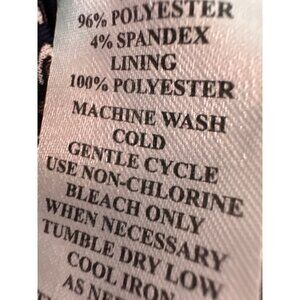 96% POLYESTER
4% SPANDEX
LINING
100% POLYESTER
MACHINE WASH
COLD
GENTLE CYCLE
USE NON-CHLORINE
BLEACH ONLY
WHEN NECESSARY
TUMBLE DRY LOW
COOL IRON
AS